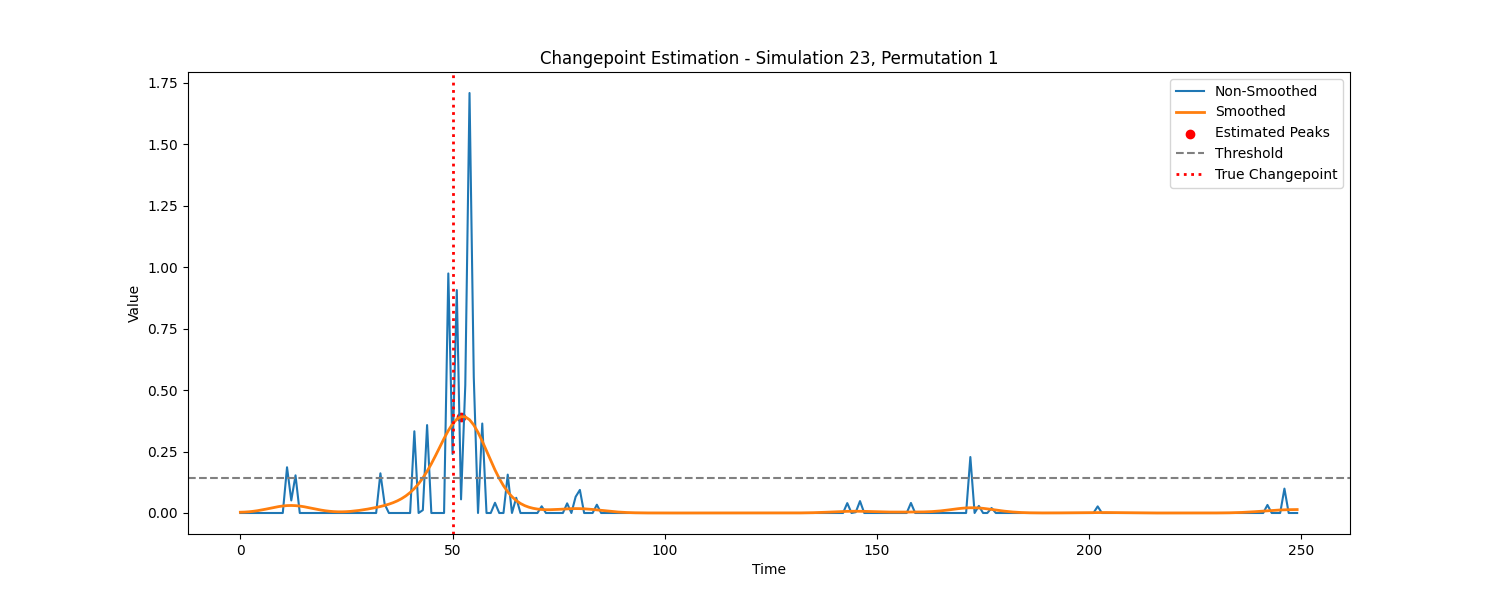 Changepoint Estimation - Simulation 23, Permutation 1
Non-Smoothed
Smoothed
Estimated Peaks
Threshold
True Changepoint
Value
1.75
1.50
1.25
1.00
0.75
0.50
0.25
0.00
0 50 100 150 200 250
Time